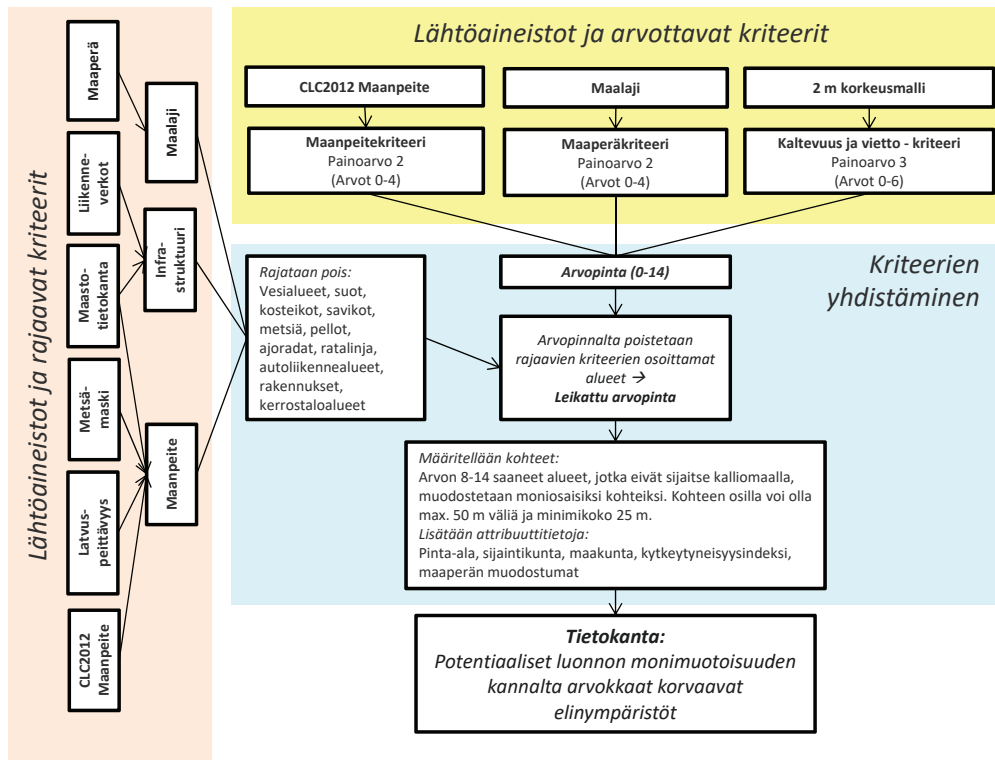 Lähtöaineistot ja rajaavat kriteerit
Maaperä
Liikenne-
verkot
Maasto-
tietokanta
Metsä-
maski
Latvus-
peittävyys
CLC2012
Maanpeite
Maalaji
Infra-
struktuuri
Maanpeite
Lähtöaineistot ja arvottavat kriteerit
CLC2012 Maanpeite
Maalaji
2 m korkeusmalli
Maanpeitekriteeri
Painoarvo 2
(Arvot 0-4)
Maaperäkriteeri
Painoarvo 2
(Arvot 0-4)
Kaltevuus ja vietto - kriteeri
Painoarvo 3
(Arvot 0-6)
Kriteerien
yhdistäminen
Rajataan pois:
Vesialueet, suot,
kosteikot, savikot,
metsiä, pellot,
ajoradat, ratalinja,
autoliikennealueet,
rakennukset,
kerrostaloalueet
Arvopinta (0-14)
Arvopinnalta poistetaan
rajaavien kriteerien osoittamat
alueet →
Leikattu arvopinta
Määritellään kohteet:
Arvon 8-14 saaneet alueet, jotka eivät sijaitse kalliomaalla,
muodostetaan moniosaisiksi kohteiksi. Kohteen osilla voi olla
max. 50 m väliä ja minimikoko 25 m.
Lisätään attribuuttitietoja:
Pinta-ala, sijaintikunta, maakunta, kytkeytyneisyysindeksi,
maaperän muodostumat
Tietokanta:
Potentiaaliset luonnon monimuotoisuuden
kannalta arvokkaat korvaavat
elinympäristöt